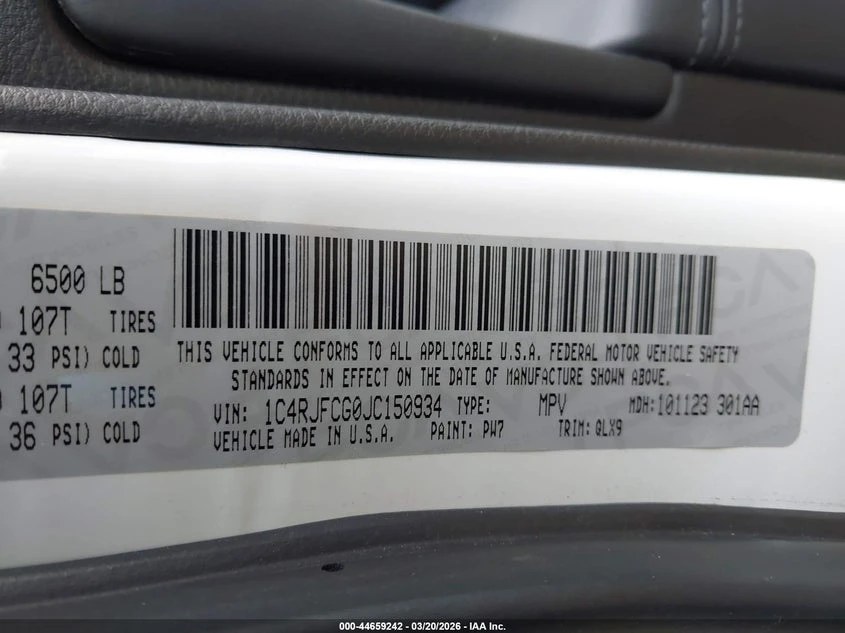 6500 LB
107T TIRES
33 PSI) COLD
107T TIRES
36 PSI) COLD
THIS VEHICLE CONFORMS TO ALL APPLICABLE U.S.A. FEDERAL MOTOR VEHICLE SAFETY
STANDARDS IN EFFECT ON THE DATE OF MANUFACTURE SHOWN ABOVE.
VIN: 1C4RJFCG0JC150934 TYPE: MPV MDH:101123 301AA
VEHICLE MADE IN U.S.A. PAINT: PW7 TRIM: QLX9
000-44659242 - 03/20/2026 - IAA Inc.